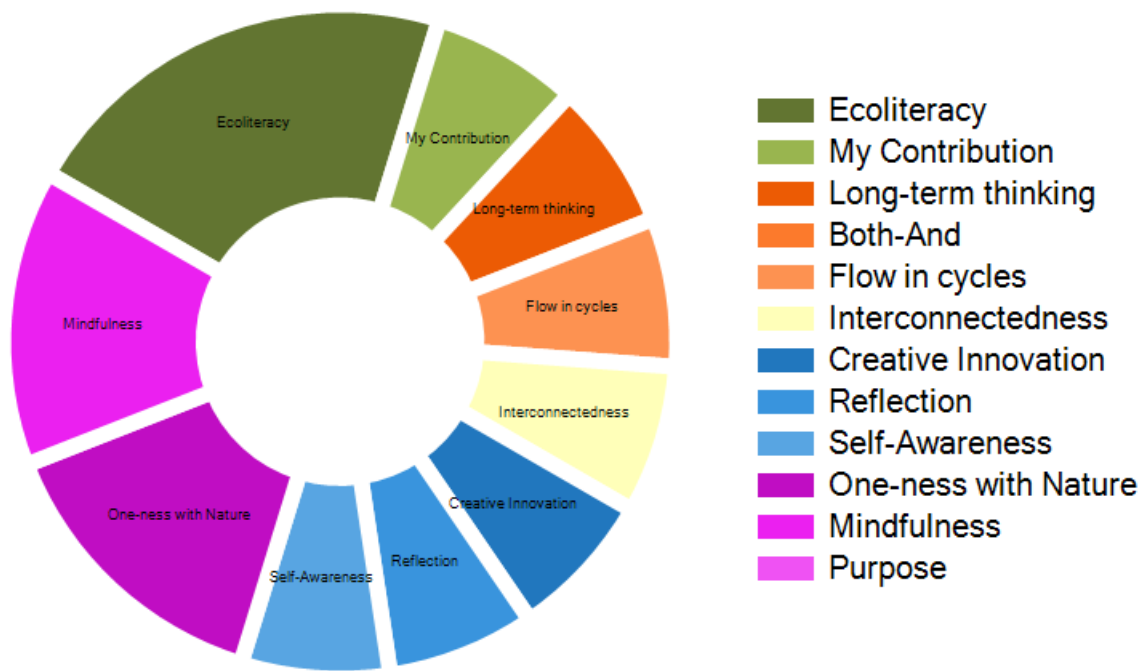 Ecoliteracy
My Contribution
Long-term thinking
Flow in cycles
Interconnectedness
Creative Innovation
Reflection
Self-Awareness
One-ness with Nature
Mindfulness
Ecoliteracy
My Contribution
Long-term thinking
Both-And
Flow in cycles
Interconnectedness
Creative Innovation
Reflection
Self-Awareness
One-ness with Nature
Mindfulness
Purpose